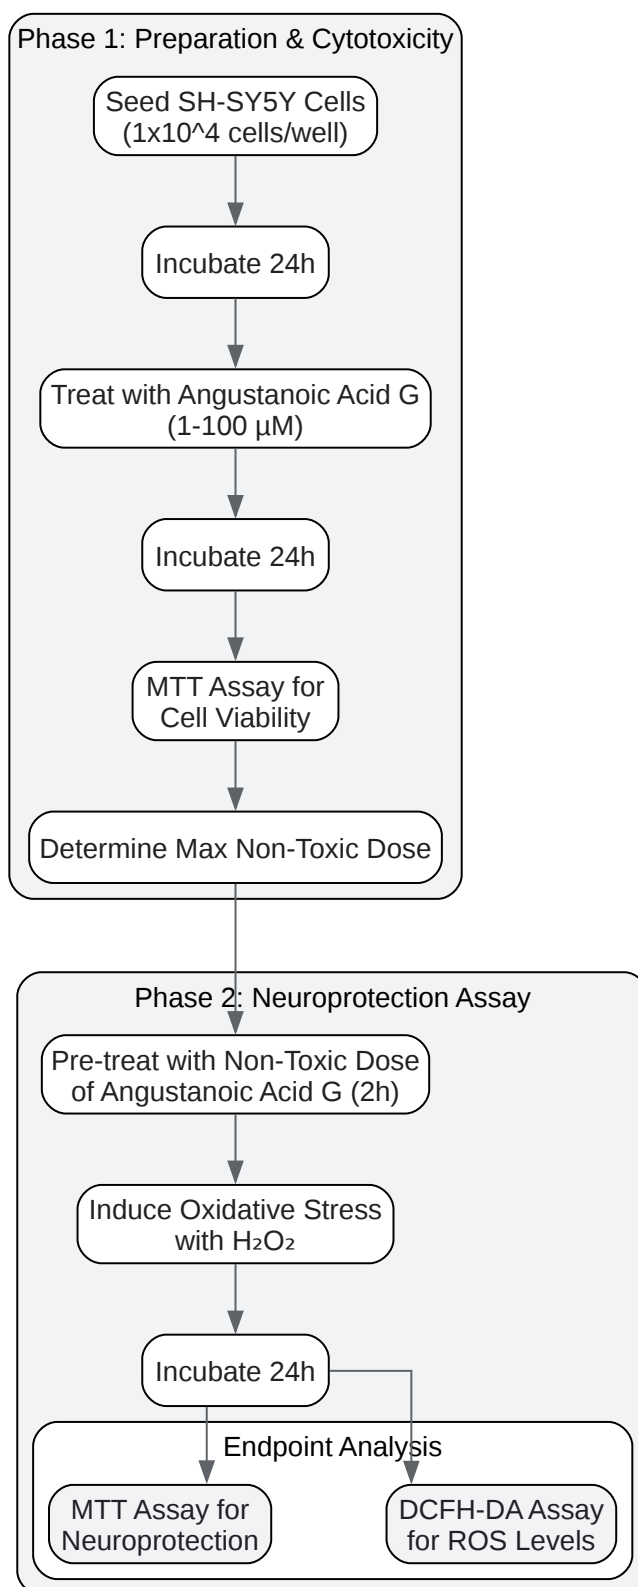 Phase 1: Preparation & Cytotoxicity
Seed SH-SY5Y Cells
(1x10^4 cells/well)
Incubate 24h
Treat with Angustanoic Acid G
(1-100 µM)
Incubate 24h
MTT Assay for
Cell Viability
Determine Max Non-Toxic Dose
Phase 2: Neuroprotection Assay
Pre-treat with Non-Toxic Dose
of Angustanoic Acid G (2h)
Induce Oxidative Stress
with H₂O₂
Incubate 24h
Endpoint Analysis
MTT Assay for
Neuroprotection
DCFH-DA Assay
for ROS Levels